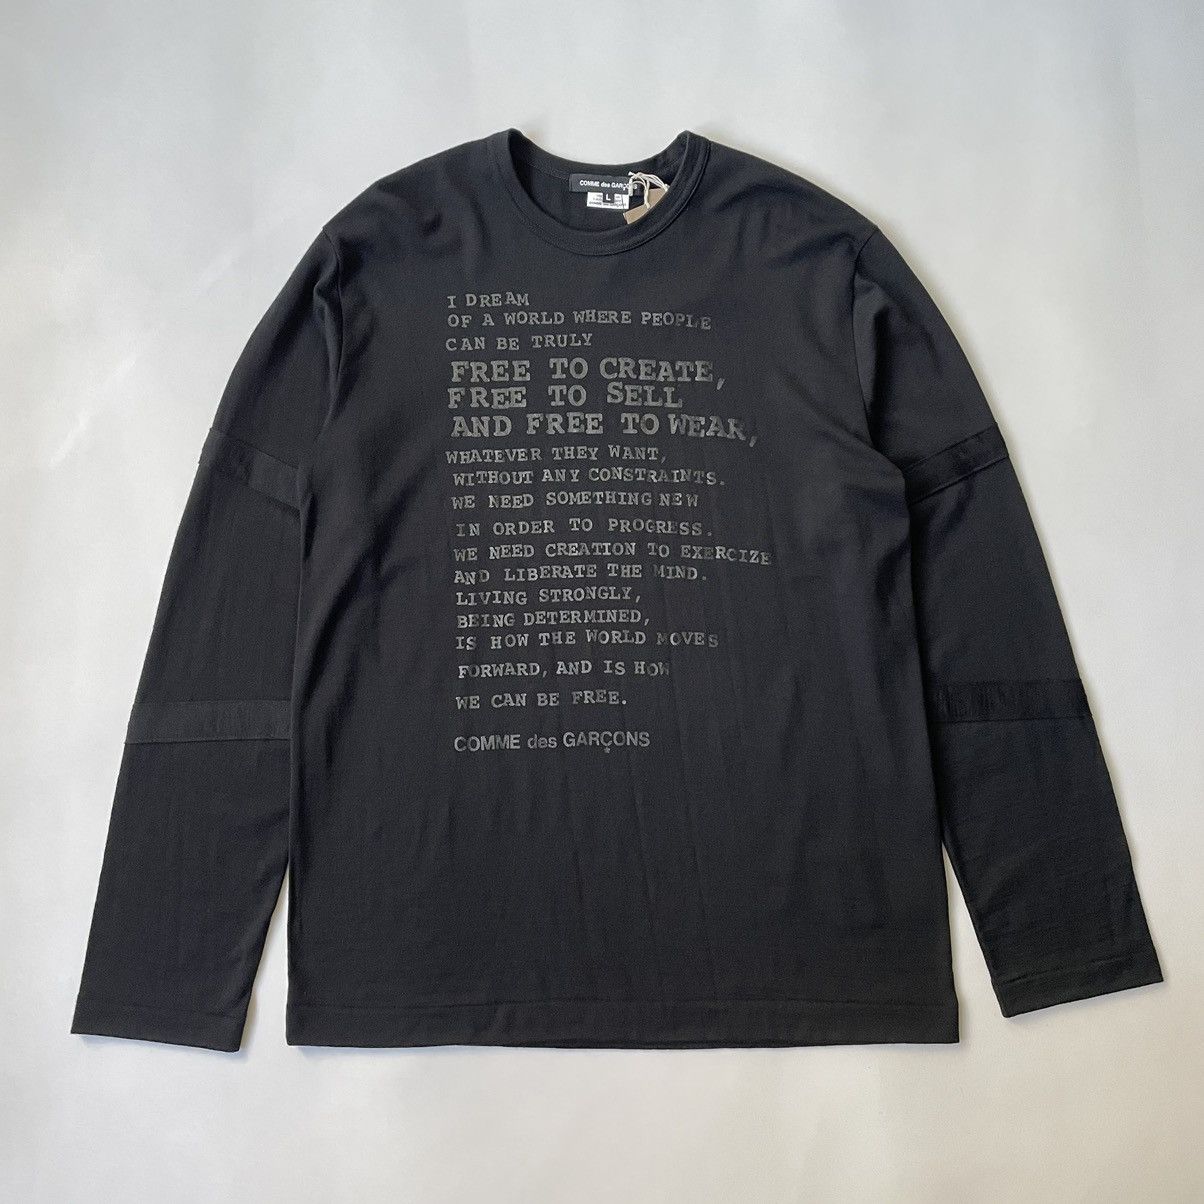 COMME des GARÇONS
L
COMME des GARÇONS
I DREAM
OF A WORLD WHERE PEOPLE
CAN BE TRULY
FREE TO CREATE,
FREE TO SELL
AND FREE TO WEAR,
WHATEVER THEY WANT,
WITHOUT ANY CONSTRAINTS.
WE NEED SOMETHING NEW
IN ORDER TO PROGRESS.
WE NEED CREATION TO EXERCIZE
AND LIBERATE THE MIND.
LIVING STRONGLY,
BEING DETERMINED,
IS HOW THE WORLD MOVES
FORWARD, AND IS HOW
WE CAN BE FREE.
COMME des GARÇONS